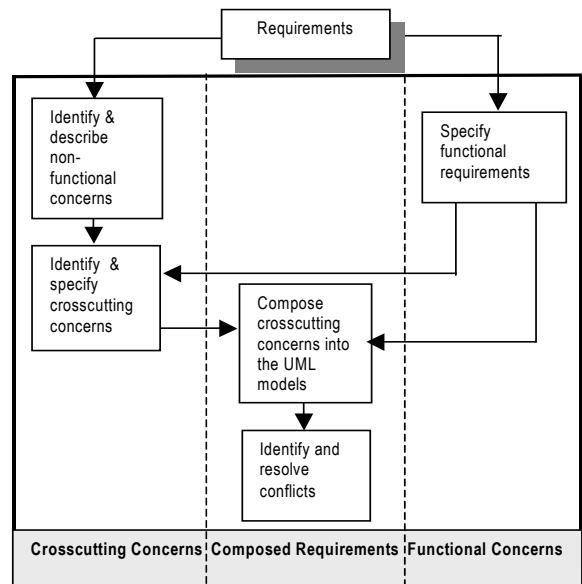 Requirements
Identify &
describe
non-
functional
concerns
Specify
functional
requirements
Identify &
specify
crosscutting
concerns
Compose
crosscutting
concerns into
the UML
models
Identify and
resolve
conflicts
Crosscutting Concerns
Composed Requirements
Functional Concerns